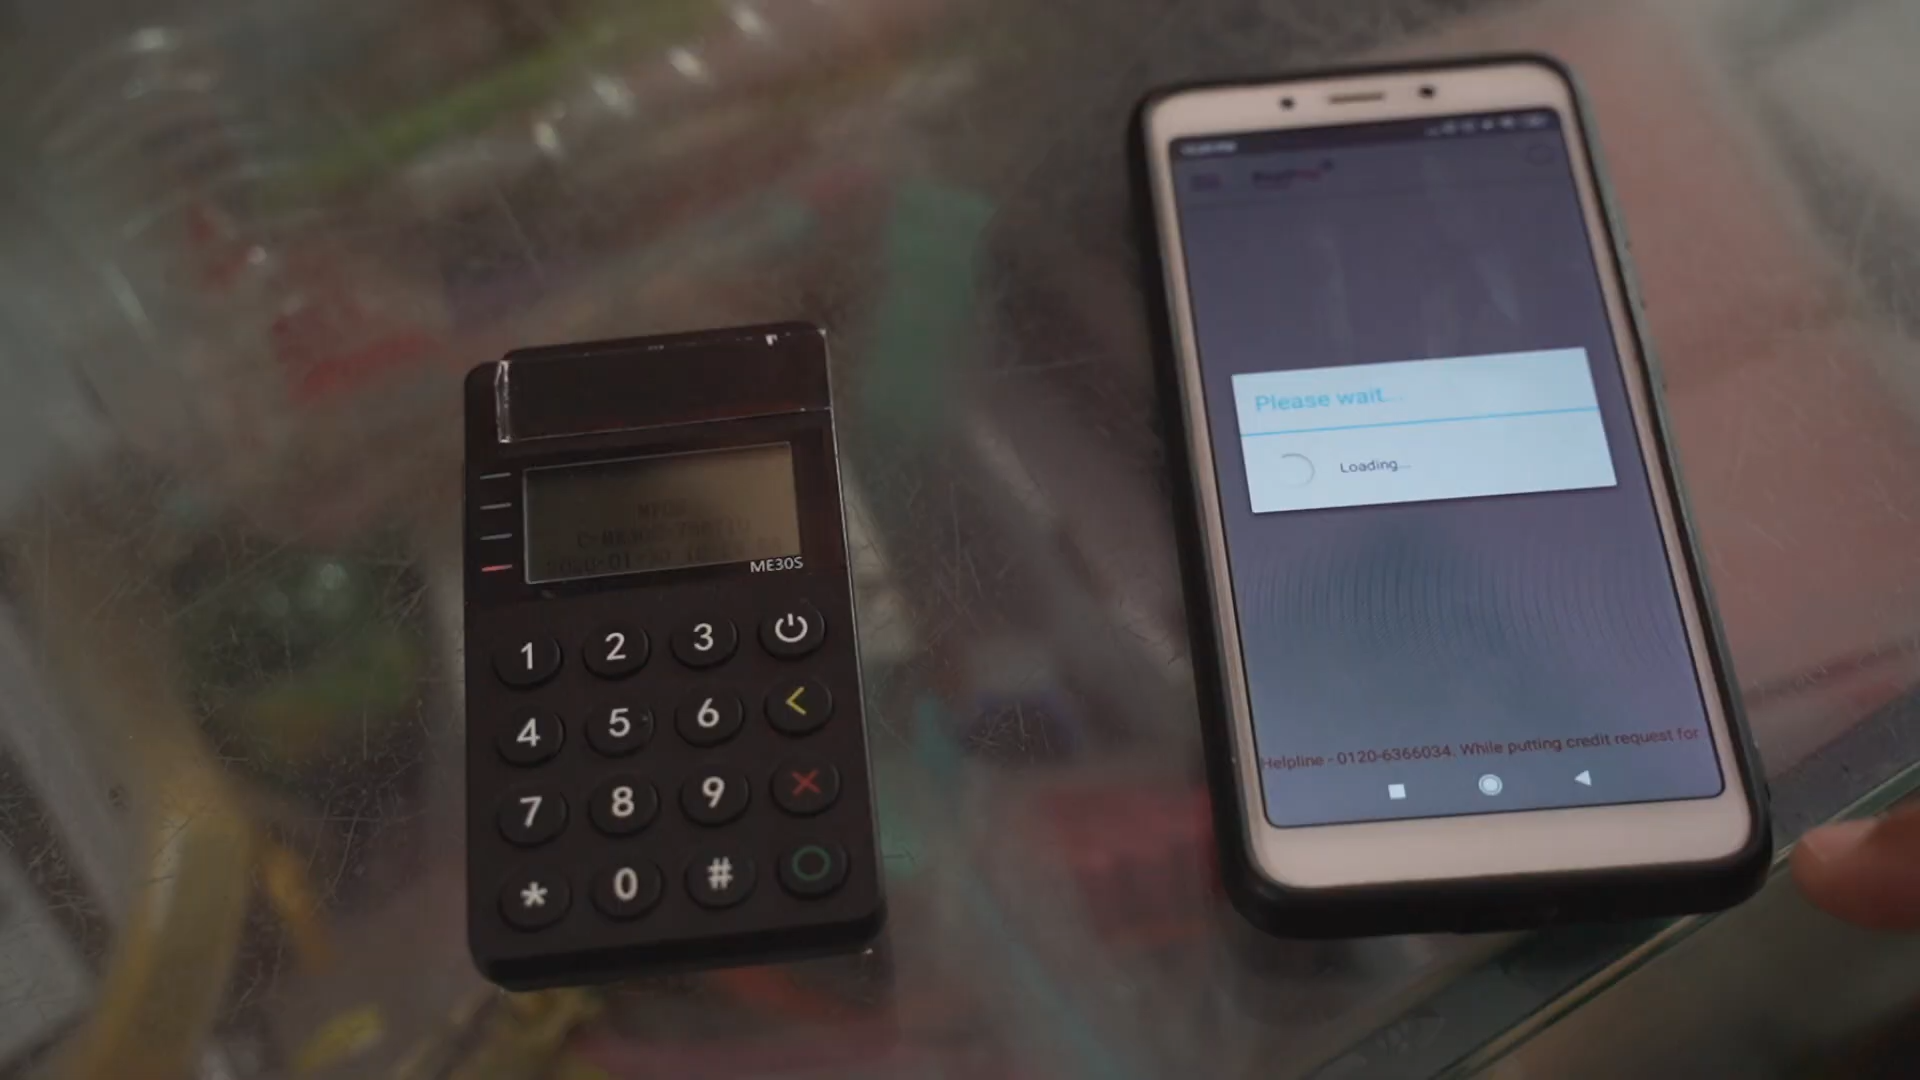 MPOS
ME30S
1 2 3
4 5 6
7 8 9
* 0 #
Please wait...
Loading...
Helpline - 0120-6366034. While putting credit request for